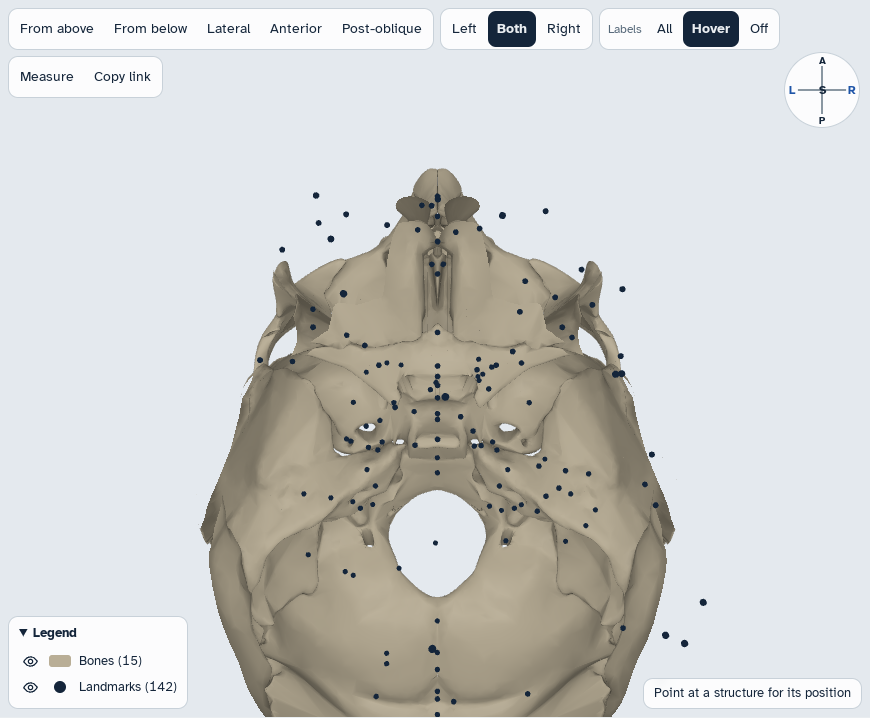 From above From below Lateral Anterior Post-oblique Left Both Right Labels All Hover Off
Measure Copy link
A
L S R
P
▼ Legend
Bones (15)
Landmarks (142)
Point at a structure for its position